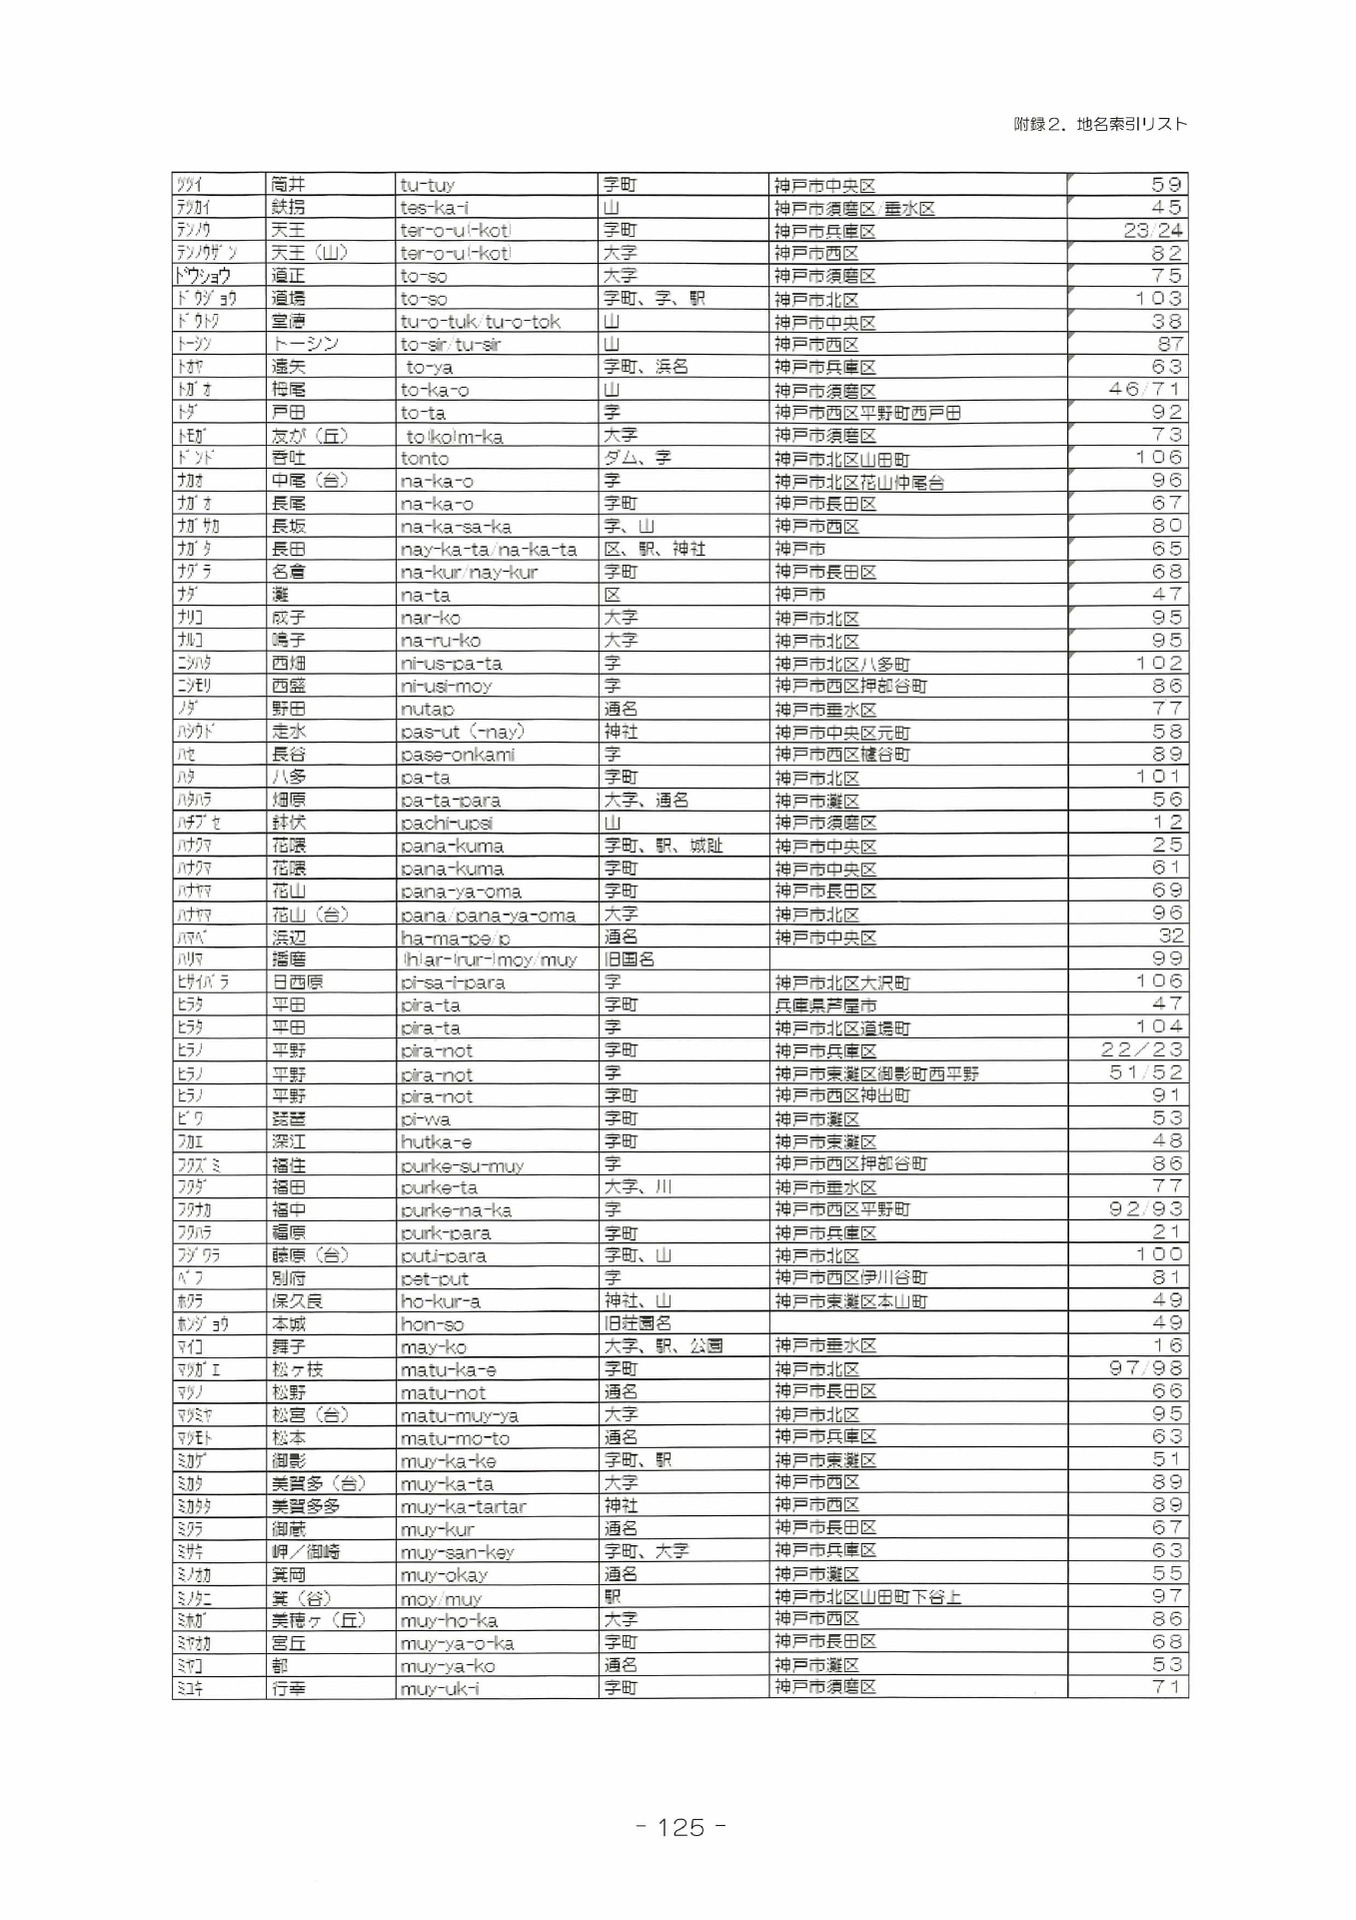 附録２．地名索引リスト
ﾂﾂｲ 筒井 tu-tuy 字町 神戸市中央区 59
ﾃｯｶｲ 鉄拐 tes-ka-i 山 神戸市須磨区/垂水区 45
ﾃﾝﾉｳ 天王 ter-o-u(-kot) 字町 神戸市兵庫区 23/24
ﾃﾝﾉｳｻﾞﾝ 天王（山） ter-o-u(-kot) 大字 神戸市西区 82
ﾄﾞｳｼｮｳ 道正 to-so 大字 神戸市須磨区 75
ﾄﾞｳｼﾞｮｳ 道場 to-so 字町、字、駅 神戸市北区 103
ﾄﾞｳﾄｸ 堂徳 tu-o-tuk/tu-o-tok 山 神戸市中央区 38
ﾄｰｼﾝ トーシン to-sir/tu-sir 山 神戸市西区 87
ﾄｵﾔ 遠矢 to-ya 字町、浜名 神戸市兵庫区 63
ﾄｶﾞｵ 栂尾 to-ka-o 山 神戸市須磨区 46/71
ﾄﾀﾞ 戸田 to-ta 字 神戸市西区平野町西戸田 92
ﾄﾓｶﾞ 友が（丘） to(ko)m-ka 大字 神戸市須磨区 73
ﾄﾞﾝﾄﾞ 呑吐 tonto ダム、字 神戸市北区山田町 106
ﾅｶｵ 中尾（台） na-ka-o 字 神戸市北区花山仲尾台 96
ﾅｶﾞｵ 長尾 na-ka-o 字町 神戸市長田区 67
ﾅｶﾞｻｶ 長坂 na-ka-sa-ka 字、山 神戸市西区 80
ﾅｶﾞﾀ 長田 nay-ka-ta/na-ka-ta 区、駅、神社 神戸市 65
ﾅｸﾞﾗ 名倉 na-kur/nay-kur 字町 神戸市長田区 68
ﾅﾀﾞ 灘 na-ta 区 神戸市 47
ﾅﾘｺ 成子 nar-ko 大字 神戸市北区 95
ﾅﾙｺ 鳴子 na-ru-ko 大字 神戸市北区 95
ﾆｼﾊﾀ 西畑 ni-us-pa-ta 字 神戸市北区八多町 102
ﾆｼﾓﾘ 西盛 ni-usi-moy 字 神戸市西区押部谷町 86
ﾉﾀﾞ 野田 nutap 通名 神戸市垂水区 77
ﾊｼｳﾄﾞ 走水 pas-ut（-nay） 神社 神戸市中央区元町 58
ﾊｾ 長谷 pase-onkami 字 神戸市西区櫨谷町 89
ﾊﾀ 八多 pa-ta 字町 神戸市北区 101
ﾊﾀﾊﾗ 畑原 pa-ta-para 大字、通名 神戸市灘区 56
ﾊﾁﾌﾞｾ 鉢伏 pachi-upsi 山 神戸市須磨区 12
ﾊﾅｸﾏ 花隈 pana-kuma 字町、駅、城趾 神戸市中央区 25
ﾊﾅｸﾏ 花隈 pana-kuma 字町 神戸市中央区 61
ﾊﾅﾔﾏ 花山 pana-ya-oma 字町 神戸市長田区 69
ﾊﾅﾔﾏ 花山（台） pana/pana-ya-oma 大字 神戸市北区 96
ﾊﾏﾍﾞ 浜辺 ha-ma-pe/p 通名 神戸市中央区 32
ﾊﾘﾏ 播磨 (h)ar-(rur-)moy/muy 旧国名 99
ﾋｻｲﾊﾞﾗ 日西原 pi-sa-i-para 字 神戸市北区大沢町 106
ﾋﾗﾀ 平田 pira-ta 字町 兵庫県芦屋市 47
ﾋﾗﾀ 平田 pira-ta 字 神戸市北区道場町 104
ﾋﾗﾉ 平野 pira-not 字町 神戸市兵庫区 22／23
ﾋﾗﾉ 平野 pira-not 字 神戸市東灘区御影町西平野 51/52
ﾋﾗﾉ 平野 pira-not 字町 神戸市西区神出町 91
ﾋﾞﾜ 琵琶 pi-wa 字町 神戸市灘区 53
ﾌｶｴ 深江 hutka-e 字町 神戸市東灘区 48
ﾌｸｽﾞﾐ 福住 purke-su-muy 字 神戸市西区押部谷町 86
ﾌｸﾀﾞ 福田 purke-ta 大字、川 神戸市垂水区 77
ﾌｸﾅｶ 福中 purke-na-ka 字 神戸市西区平野町 92/93
ﾌｸﾊﾗ 福原 purk-para 字町 神戸市兵庫区 21
ﾌｼﾞﾜﾗ 藤原（台） puti-para 字町、山 神戸市北区 100
ﾍﾞﾌ 別府 pet-put 字 神戸市西区伊川谷町 81
ﾎｸﾗ 保久良 ho-kur-a 神社、山 神戸市東灘区本山町 49
ﾎﾝｼﾞｮｳ 本城 hon-so 旧荘園名 49
ﾏｲｺ 舞子 may-ko 大字、駅、公園 神戸市垂水区 16
ﾏﾂｶﾞｴ 松ヶ枝 matu-ka-e 字町 神戸市北区 97/98
ﾏﾂﾉ 松野 matu-not 通名 神戸市長田区 66
ﾏﾂﾐﾔ 松宮（台） matu-muy-ya 大字 神戸市北区 95
ﾏﾂﾓﾄ 松本 matu-mo-to 通名 神戸市兵庫区 63
ﾐｶｹﾞ 御影 muy-ka-ke 字町、駅 神戸市東灘区 51
ﾐｶﾀ 美賀多（台） muy-ka-ta 大字 神戸市西区 89
ﾐｶﾀﾀ 美賀多多 muy-ka-tartar 神社 神戸市西区 89
ﾐｸﾗ 御蔵 muy-kur 通名 神戸市長田区 67
ﾐｻｷ 岬／御崎 muy-san-key 字町、大字 神戸市兵庫区 63
ﾐﾉｵｶ 箕岡 muy-okay 通名 神戸市灘区 55
ﾐﾉﾀﾆ 箕（谷） moy/muy 駅 神戸市北区山田町下谷上 97
ﾐﾎｶﾞ 美穂ヶ（丘） muy-ho-ka 大字 神戸市西区 86
ﾐﾔｵｶ 宮丘 muy-ya-o-ka 字町 神戸市長田区 68
ﾐﾔｺ 都 muy-ya-ko 通名 神戸市灘区 53
ﾐﾕｷ 行幸 muy-uk-i 字町 神戸市須磨区 71
- 125 -